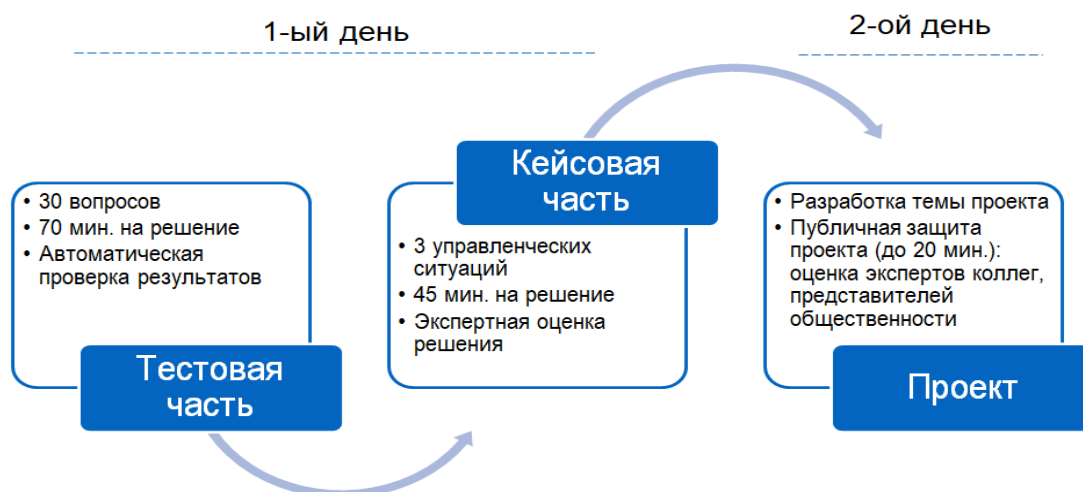 1-ый день
2-ой день
• 30 вопросов
• 70 мин. на решение
• Автоматическая
проверка результатов
Тестовая
часть
Кейсовая
часть
• 3 управленческих
ситуаций
• 45 мин. на решение
• Экспертная оценка
решения
• Разработка темы проекта
• Публичная защита
проекта (до 20 мин.):
оценка экспертов коллег,
представителей
общественности
Проект